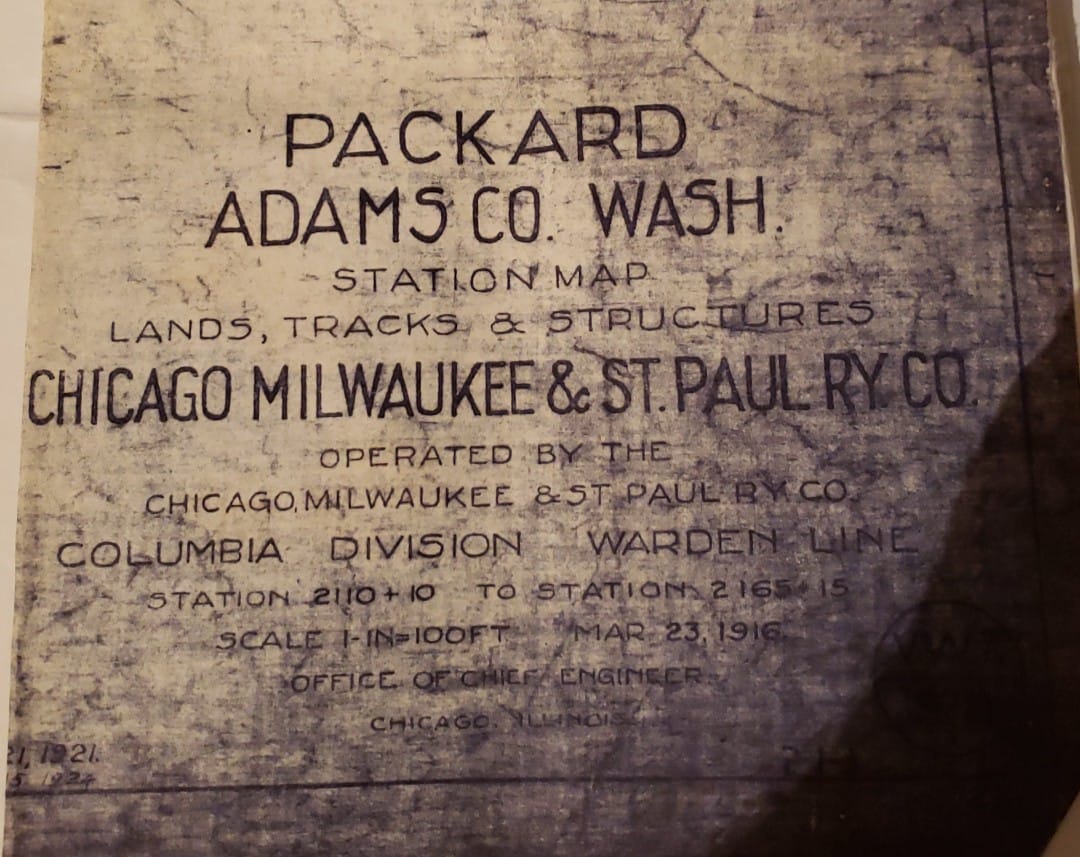 PACKARD
ADAMS CO. WASH.
STATION MAP
LANDS, TRACKS & STRUCTURES
CHICAGO MILWAUKEE & ST. PAUL RY. CO.
OPERATED BY THE
CHICAGO, MILWAUKEE & ST PAUL RY. CO.
COLUMBIA DIVISION WARDEN LINE
STATION 2110+10 TO STATION 2165+15
SCALE 1-IN=100FT MAR. 23, 1916.
OFFICE OF CHIEF ENGINEER
CHICAGO. ILLINOIS.
21, 1921.
5 1924